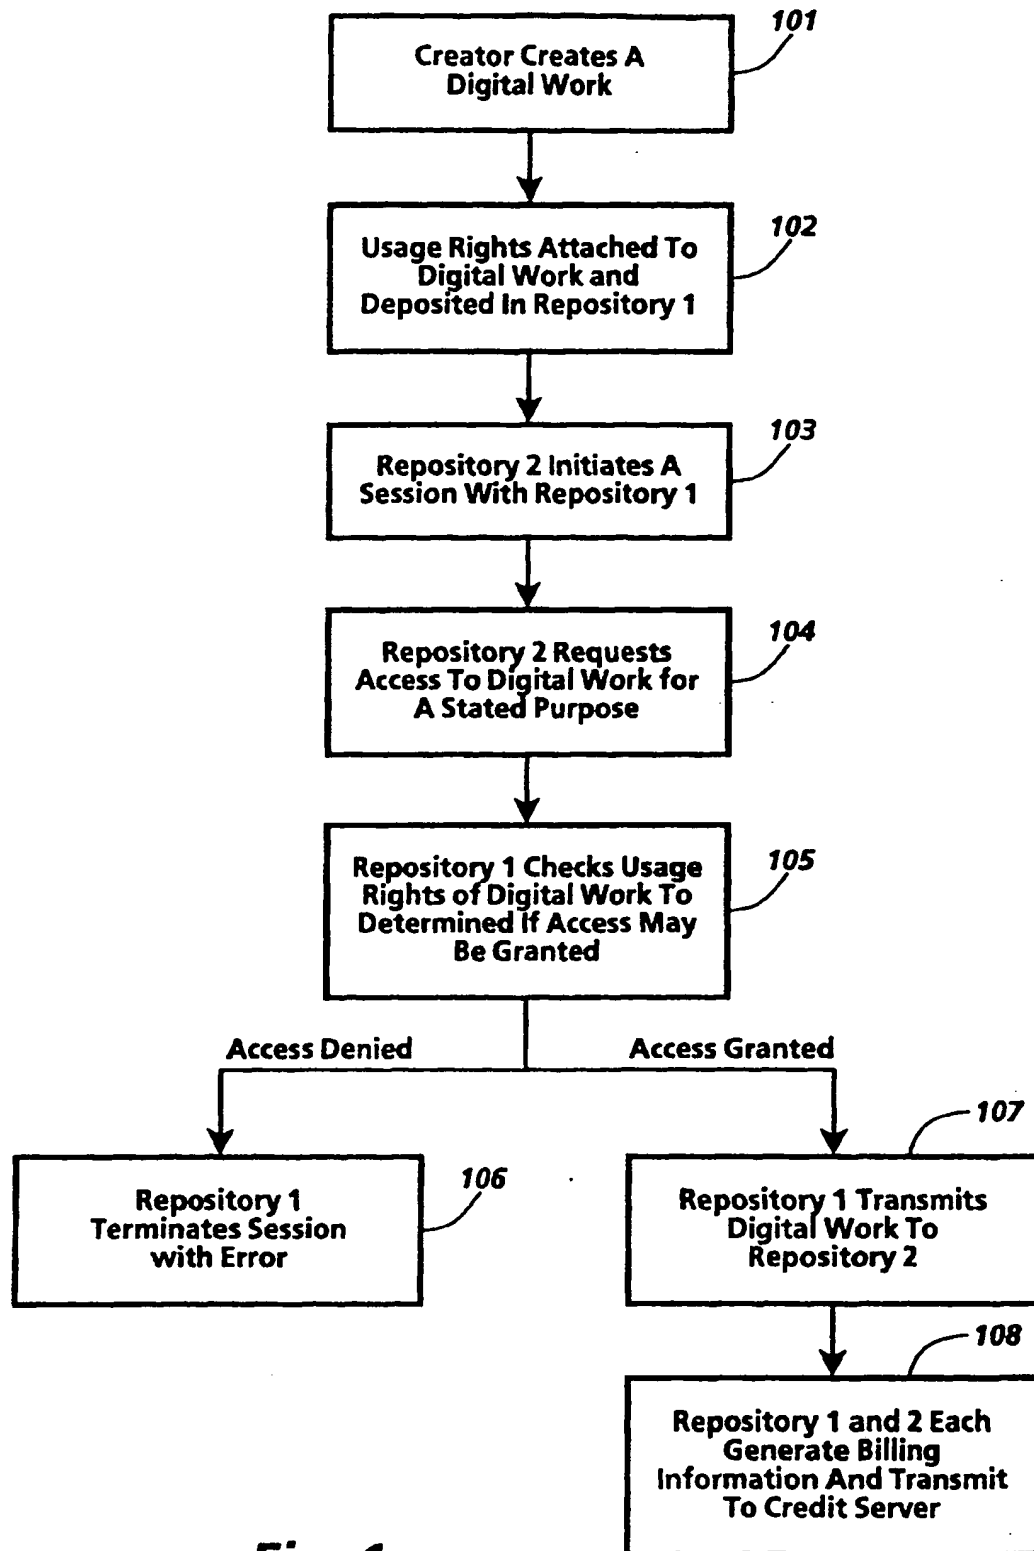 101
Creator Creates A
Digital Work
102
Usage Rights Attached To
Digital Work and
Deposited In Repository 1
103
Repository 2 Initiates A
Session With Repository 1
104
Repository 2 Requests
Access To Digital Work for
A Stated Purpose
105
Repository 1 Checks Usage
Rights of Digital Work To
Determined If Access May
Be Granted
Access Denied
Access Granted
106
Repository 1
Terminates Session
with Error
107
Repository 1 Transmits
Digital Work To
Repository 2
108
Repository 1 and 2 Each
Generate Billing
Information And Transmit
To Credit Server